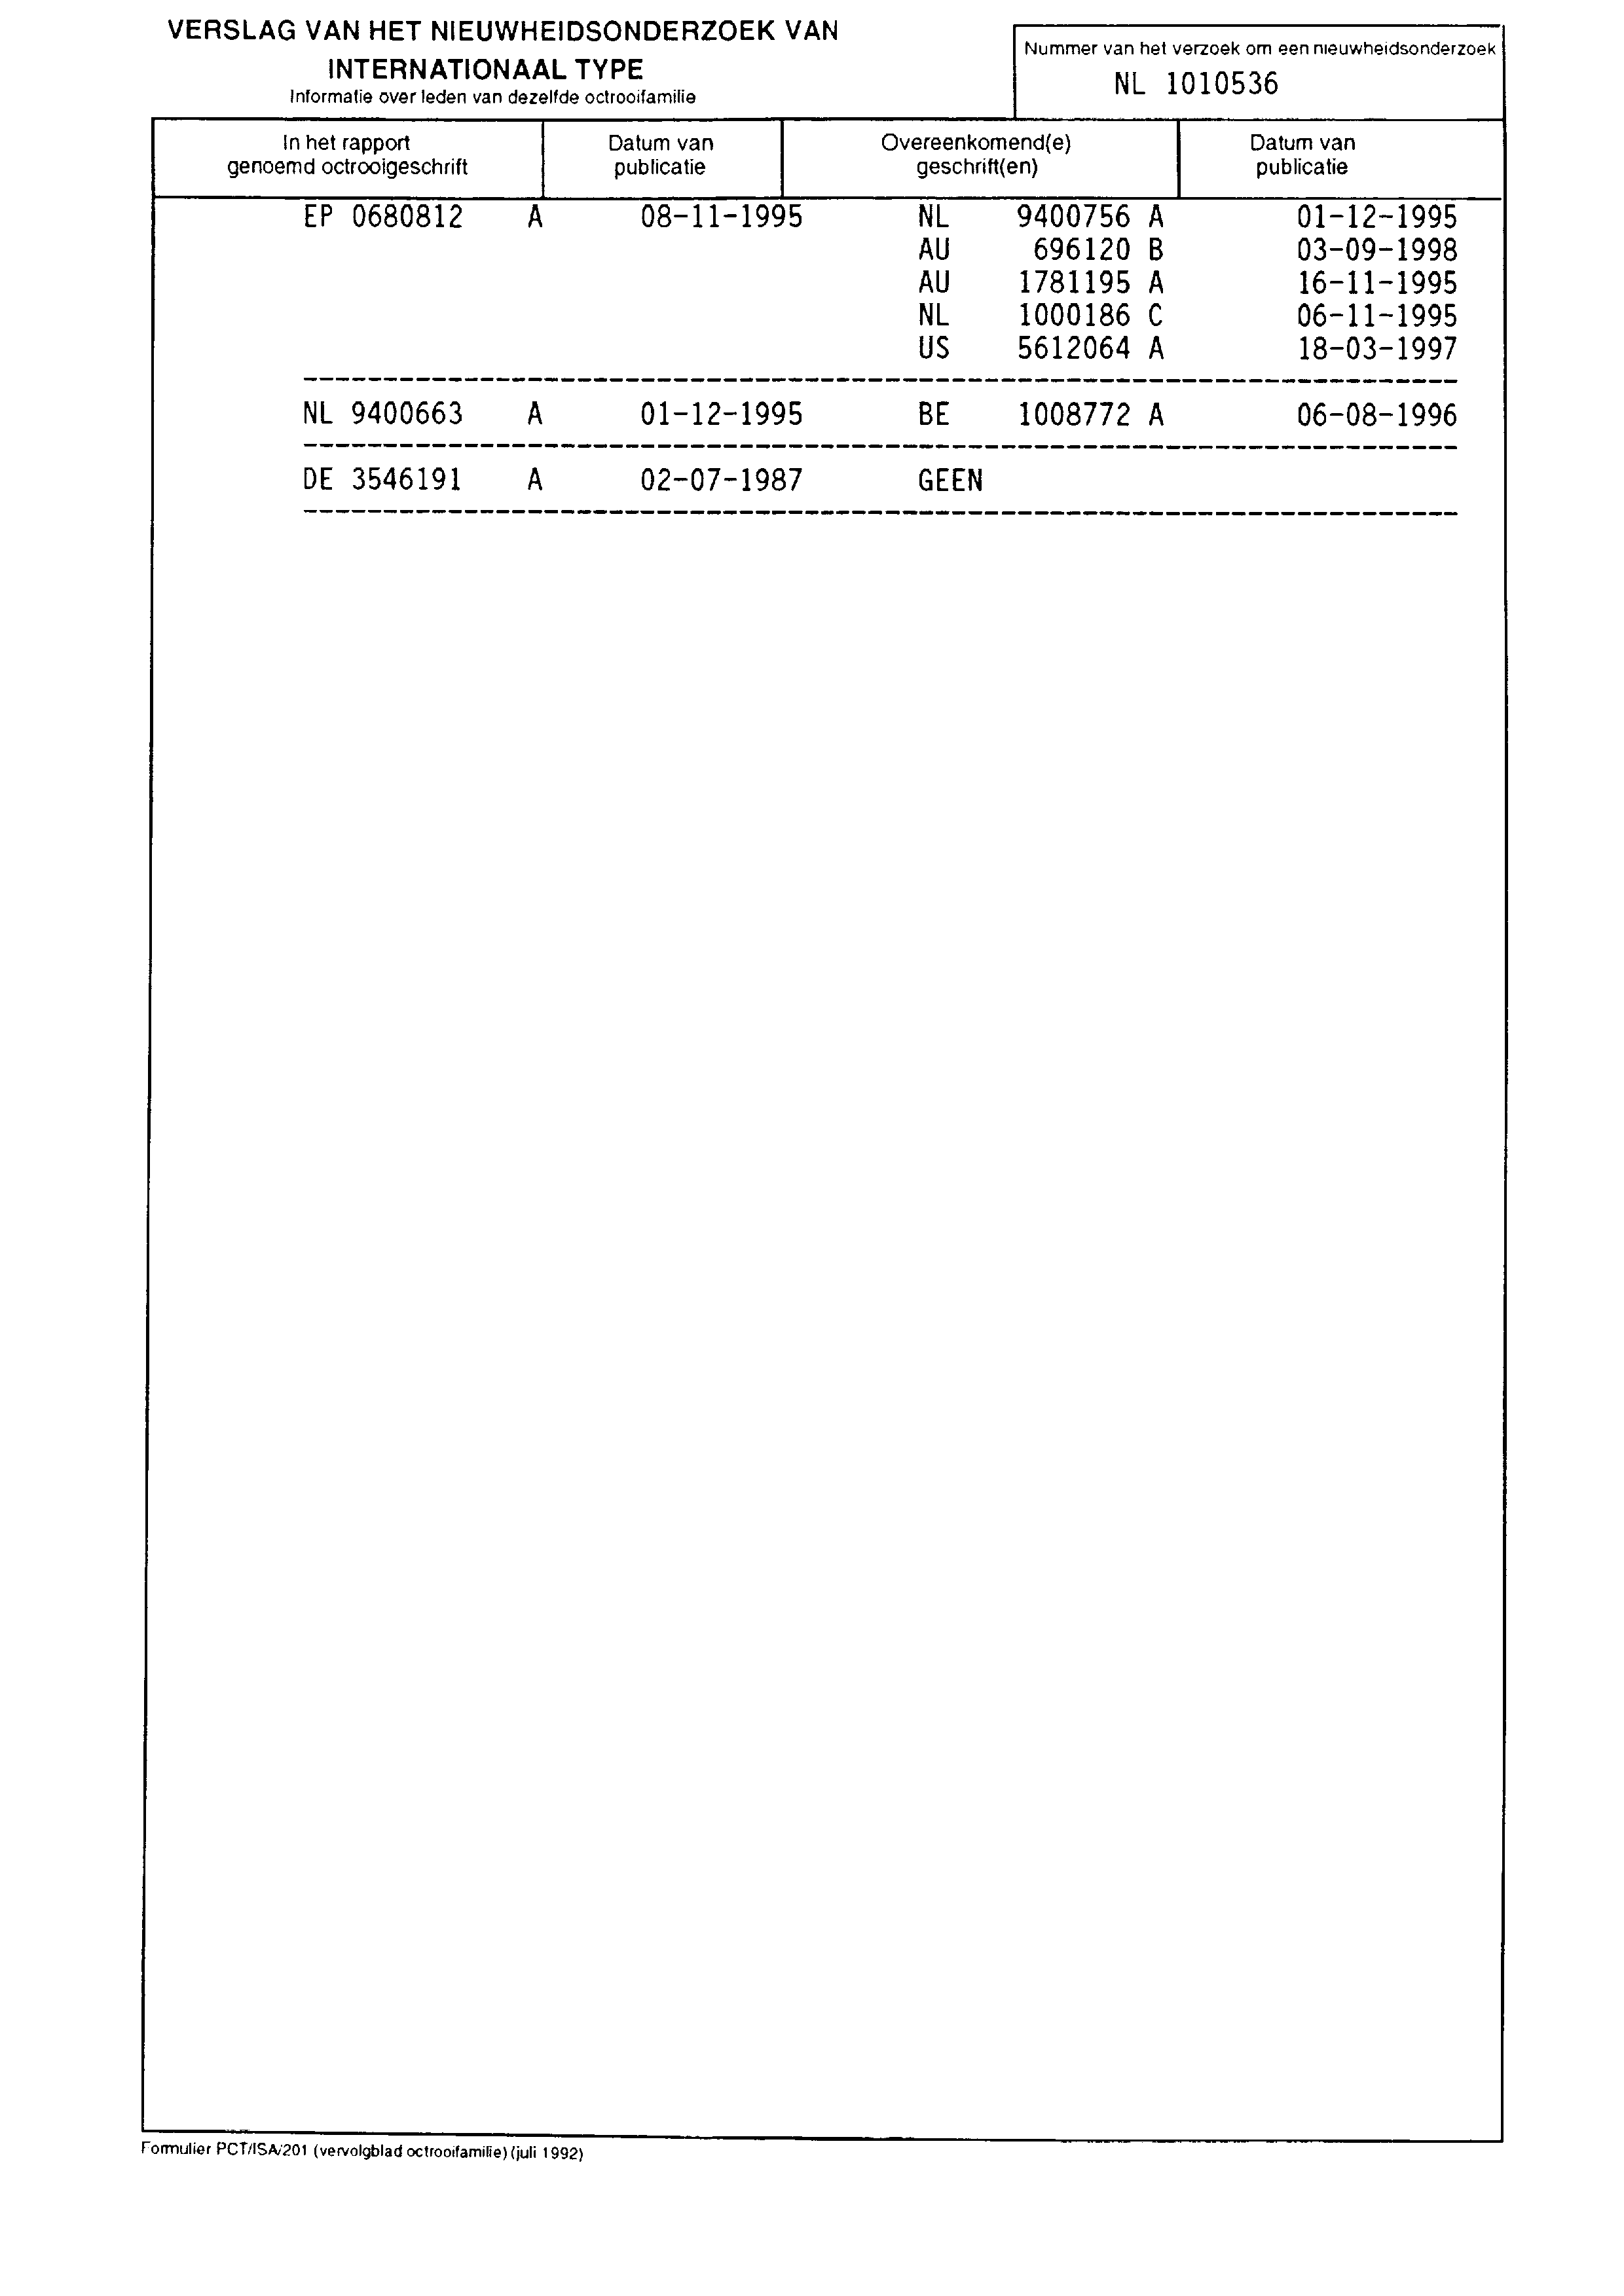 VERSLAG VAN HET NIEUWHEIDSONDERZOEK VAN
INTERNATIONAAL TYPE
Informatie over leden van dezelfde octrooifamilie
Nummer van het verzoek om een nieuwheidsonderzoek
NL 1010536
In het rapport genoemd octrooigeschrift | Datum van publicatie | Overeenkomend(e) geschrift(en) | Datum van publicatie
EP 0680812 A 08-11-1995 NL 9400756 A 01-12-1995
AU 696120 B 03-09-1998
AU 1781195 A 16-11-1995
NL 1000186 C 06-11-1995
US 5612064 A 18-03-1997
NL 9400663 A 01-12-1995 BE 1008772 A 06-08-1996
DE 3546191 A 02-07-1987 GEEN
Formulier PCT/ISA/201 (vervolgblad octrooifamilie) (juli 1992)